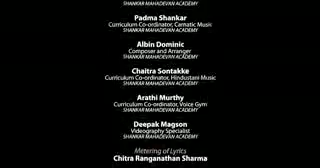 SHANKAR MAHADEVAN ACADEMY
Padma Shankar
Curriculum Co-ordinator, Carnatic Music
SHANKAR MAHADEVAN ACADEMY
Albin Dominic
Composer and Arranger
SHANKAR MAHADEVAN ACADEMY
Chaitra Sontakke
Curriculum Co-ordinator, Hindustani Music
SHANKAR MAHADEVAN ACADEMY
Arathi Murthy
Curriculum Co-ordinator, Voice Gym
SHANKAR MAHADEVAN ACADEMY
Deepak Magson
Videography Specialist
SHANKAR MAHADEVAN ACADEMY
Metering of Lyrics
Chitra Ranganathan Sharma